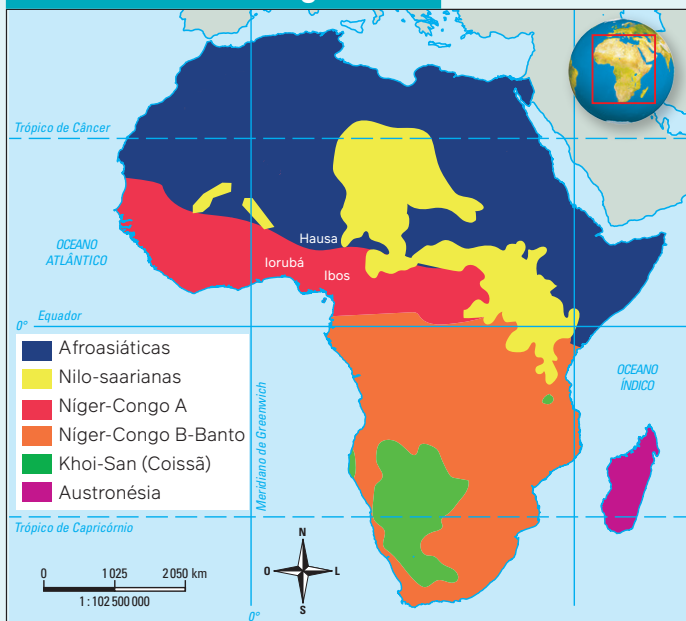 Trópico de Câncer
OCEANO
ATLÂNTICO
Hausa
Iorubá
Ibos
0° Equador
Afroasiáticas
Nilo-saarianas
Níger-Congo A
Níger-Congo B-Banto
Khoi-San (Coissã)
Austronésia
Meridiano de Greenwich
OCEANO
ÍNDICO
Trópico de Capricórnio
N
O L
S
0 1 025 2 050 km
1 : 102 500 000
0°